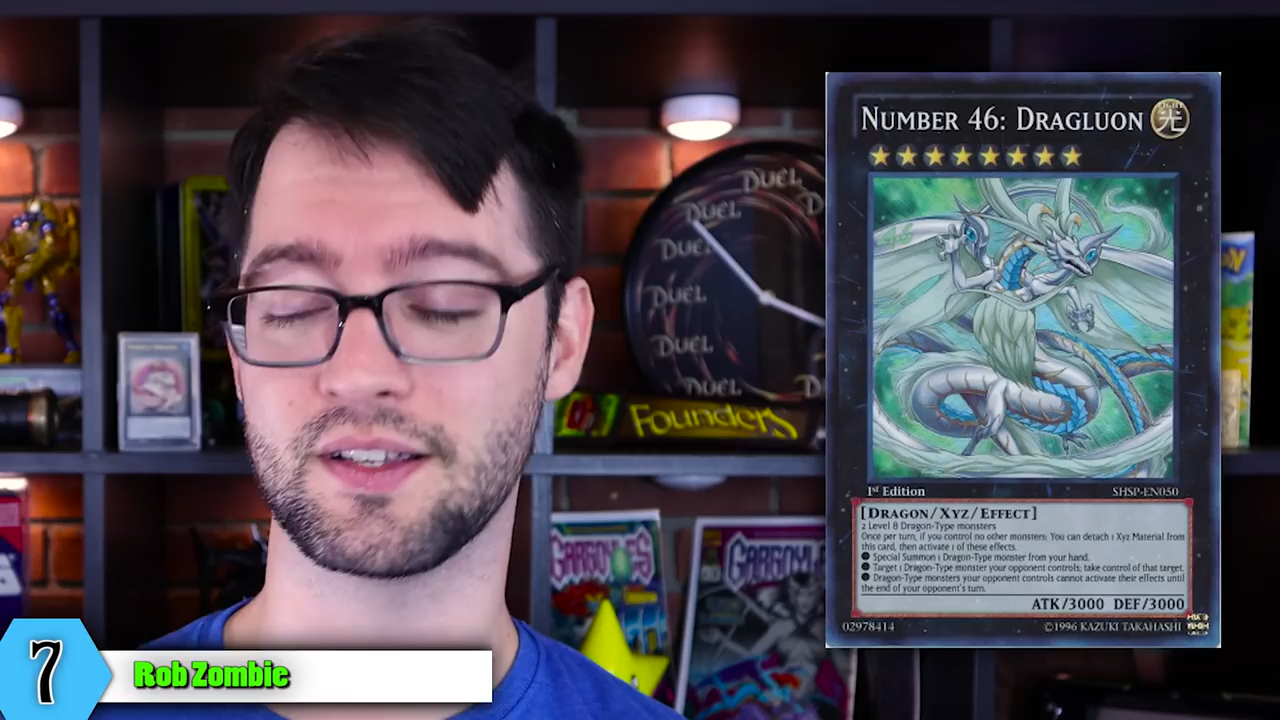 NUMBER 46: DRAGLUON
LIGHT
光
1st Edition
SHSP-EN050
[DRAGON/XYZ/EFFECT]
2 Level 8 Dragon-Type monsters
Once per turn, if you control no other monsters: You can detach 1 Xyz Material from
this card, then activate 1 of these effects.
● Special Summon 1 Dragon-Type monster from your hand.
● Target 1 Dragon-Type monster your opponent controls; take control of that target.
● Dragon-Type monsters your opponent controls cannot activate their effects until
the end of your opponent's turn.
ATK/3000 DEF/3000
02978414
©1996 KAZUKI TAKAHASHI
DUEL
DUEL
DUEL
DUEL
DUEL
DUEL
Founders
GARGOYLES
GARGOYLE
7
Rob Zombie